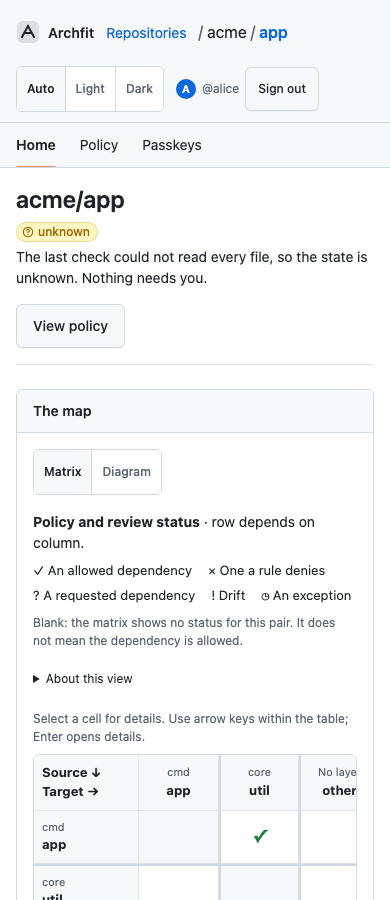 Archfit Repositories / acme / app
Auto Light Dark A @alice Sign out
Home Policy Passkeys
acme/app
unknown
The last check could not read every file, so the state is
unknown. Nothing needs you.
View policy
The map
Matrix Diagram
Policy and review status · row depends on
column.
✓ An allowed dependency × One a rule denies
? A requested dependency ! Drift ◷ An exception
Blank: the matrix shows no status for this pair. It does
not mean the dependency is allowed.
▶ About this view
Select a cell for details. Use arrow keys within the table;
Enter opens details.
Source ↓ cmd core No laye
Target → app util other
cmd
app ✓
core
util